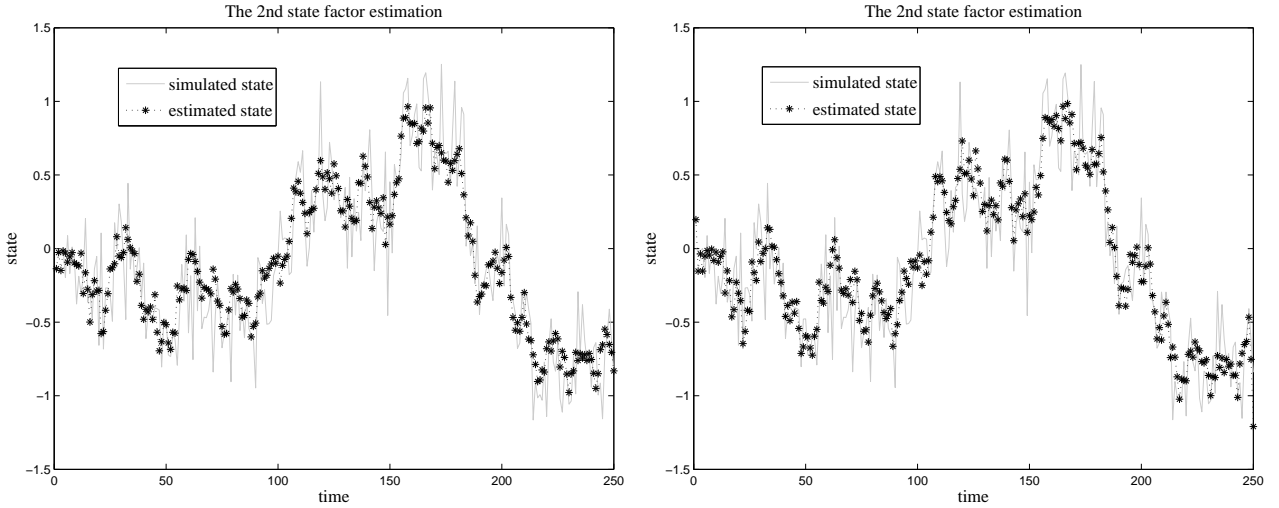 The 2nd state factor estimation
1.5
1
0.5
0
−0.5
−1
−1.5
state
simulated state
estimated state
0 50 100 150 200 250
time
The 2nd state factor estimation
1.5
1
0.5
0
−0.5
−1
−1.5
state
simulated state
estimated state
0 50 100 150 200 250
time